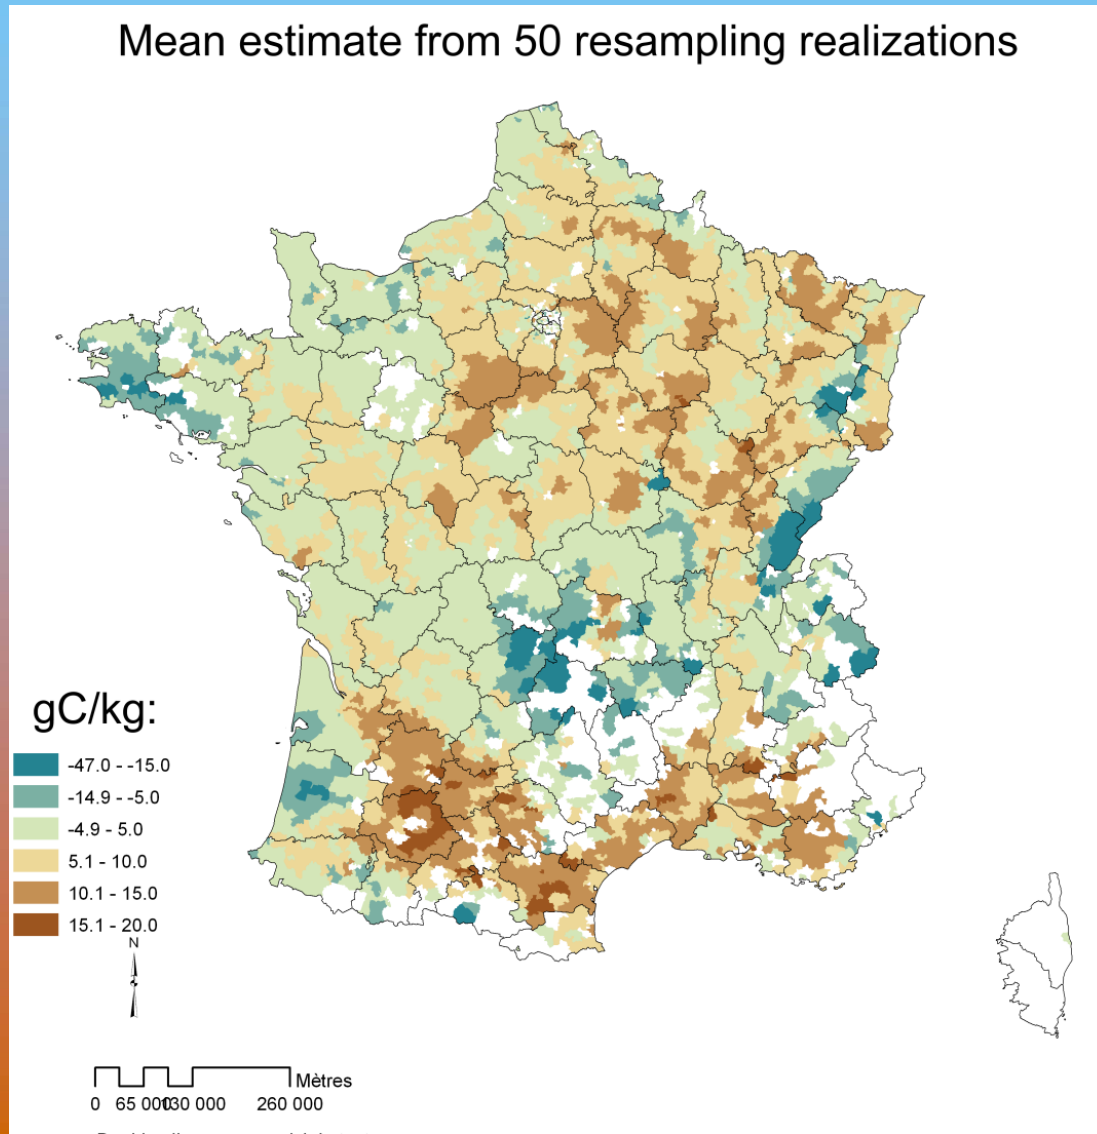 Mean estimate from 50 resampling realizations
gC/kg:
-47.0 - -15.0
-14.9 - -5.0
-4.9 - 5.0
5.1 - 10.0
10.1 - 15.0
15.1 - 20.0
N
Mètres
0 65 000 130 000 260 000